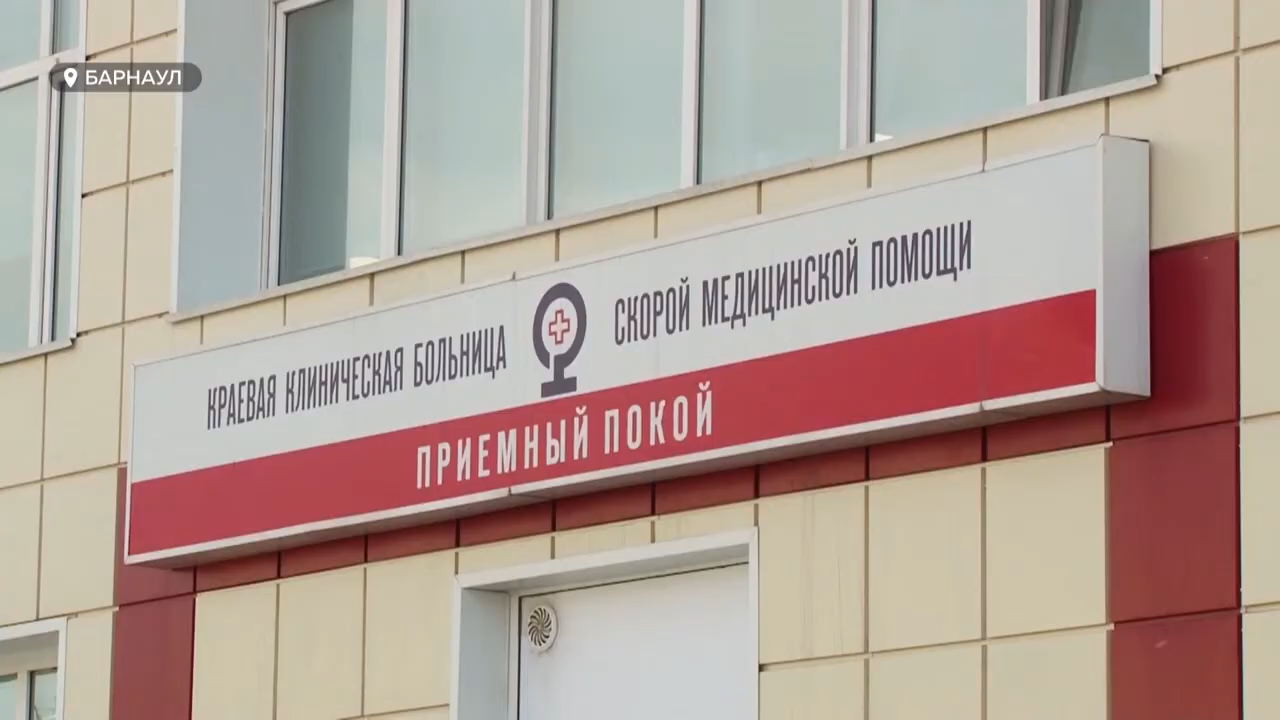 БАРНАУЛ
КРАЕВАЯ КЛИНИЧЕСКАЯ БОЛЬНИЦА СКОРОЙ МЕДИЦИНСКОЙ ПОМОЩИ
ПРИЕМНЫЙ ПОКОЙ